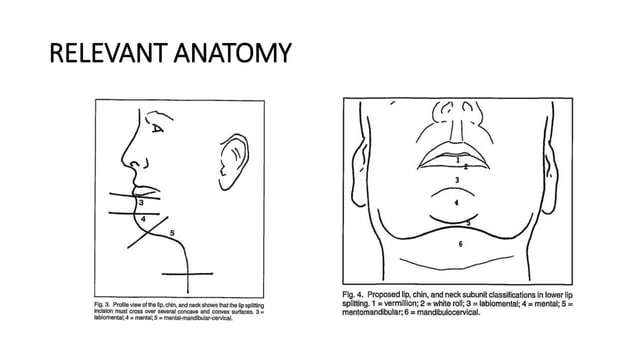 RELEVANT ANATOMY
3
4
5
Fig. 3. Profile view of the lip, chin, and neck shows that the lip splitting
incision must cross over several concave and convex surfaces. 3 =
labiomental; 4 = mental; 5 = mental-mandibular-cervical.
1
2
3
4
5
6
Fig. 4. Proposed lip, chin, and neck subunit classifications in lower lip
splitting. 1 = vermillion; 2 = white roll; 3 = labiomental; 4 = mental; 5 =
mentomandibular; 6 = mandibulocervical.